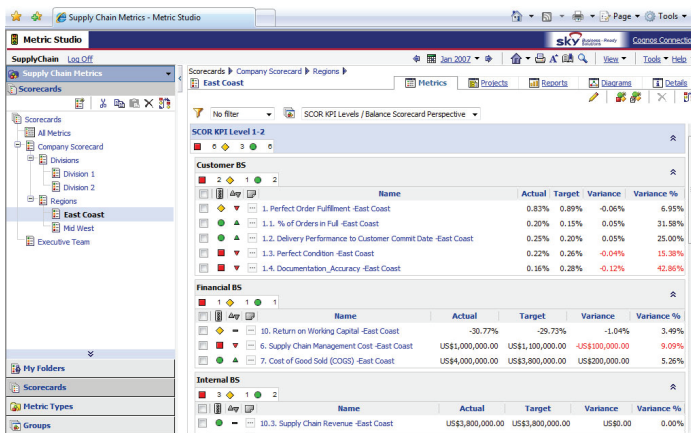 Supply Chain Metrics - Metric Studio
Page
Tools
Metric Studio
sky Business-Ready Solutions
Cognos Connectio
SupplyChain Log Off
Jan 2007
View
Tools Help
Supply Chain Metrics
Scorecards
Scorecards
All Metrics
Company Scorecard
Divisions
Division 1
Division 2
Regions
East Coast
Mid West
Executive Team
My Folders
Scorecards
Metric Types
Groups
Scorecards Company Scorecard Regions
East Coast
Metrics Projects Reports Diagrams Details
No filter SCOR KPI Levels / Balance Scorecard Perspective
SCOR KPI Level 1-2
6 3 6
Customer BS
2 1 2
Name Actual Target Variance Variance %
1. Perfect Order Fulfillment -East Coast 0.83% 0.89% -0.06% 6.95%
1.1. % of Orders in Full -East Coast 0.20% 0.15% 0.05% 31.58%
1.2. Delivery Performance to Customer Commit Date -East Coast 0.25% 0.20% 0.05% 25.00%
1.3. Perfect Condition -East Coast 0.22% 0.26% -0.04% 15.38%
1.4. Documentation_Accuracy -East Coast 0.16% 0.28% -0.12% 42.86%
Financial BS
1 1 1
Name Actual Target Variance Variance %
10. Return on Working Capital -East Coast -30.77% -29.73% -1.04% 3.49%
6. Supply Chain Management Cost -East Coast US$1,000,000.00 US$1,100,000.00 -US$100,000.00 9.09%
7. Cost of Good Sold (COGS) -East Coast US$4,000,000.00 US$3,800,000.00 US$200,000.00 5.26%
Internal BS
3 1 2
Name Actual Target Variance Variance %
10.3. Supply Chain Revenue -East Coast US$3,800,000.00 US$3,800,000.00 US$0.00 0.00%